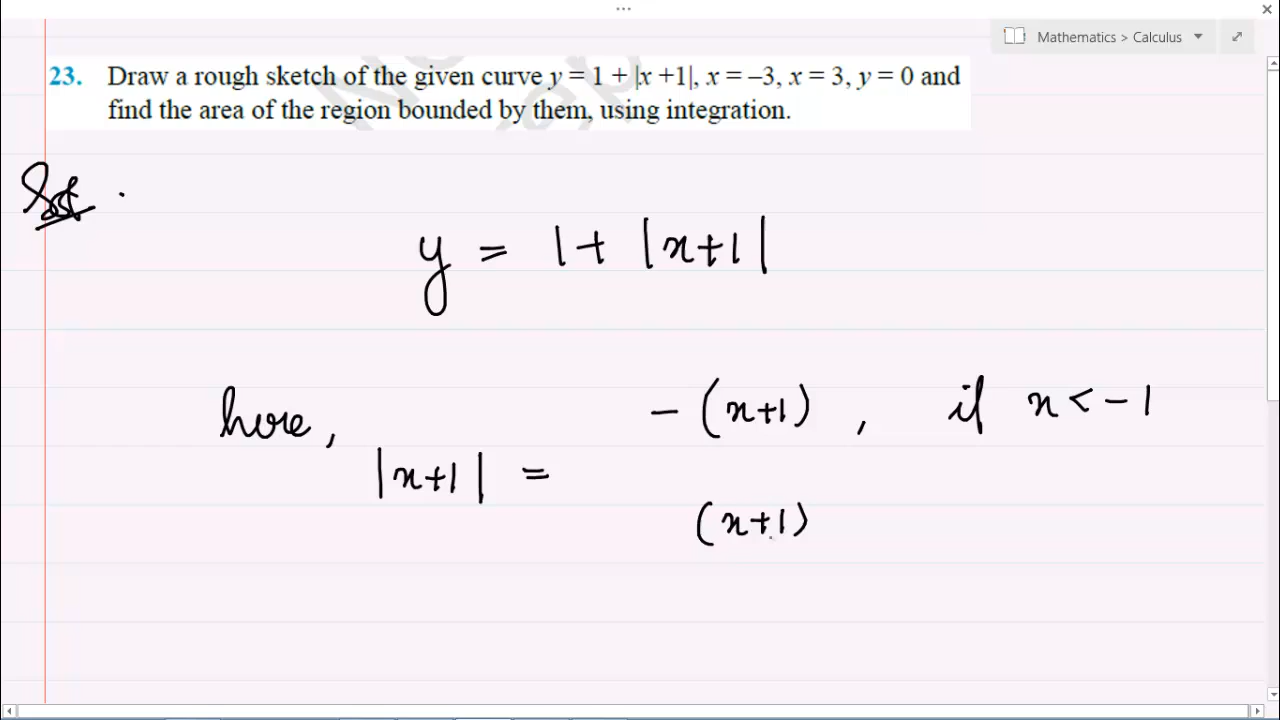 Mathematics > Calculus
23. Draw a rough sketch of the given curve y = 1 + |x +1|, x = –3, x = 3, y = 0 and
find the area of the region bounded by them, using integration.
Sol.
y = 1 + |x+1|
here,
- (x+1) , if x < - 1
|x+1| =
(x+1)